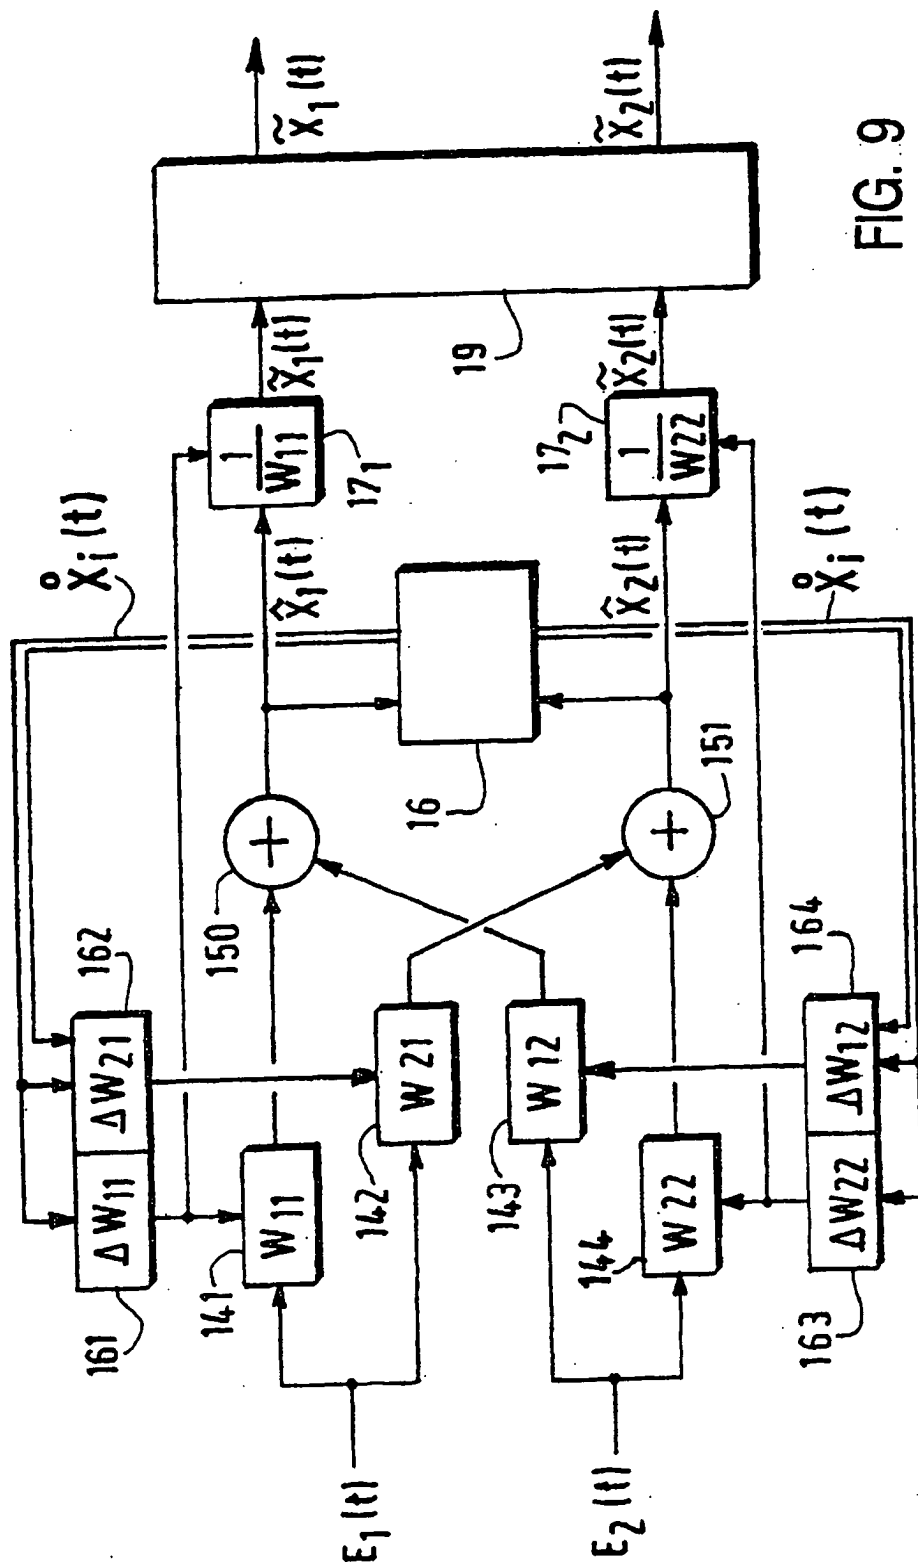 X̊i(t)
161
ΔW11
ΔW21
162
141
W11
150
+
X̂1(t)
1
W11
171
X̃1(t)
X̃1(t)
E1(t)
142
W21
16
19
E2(t)
143
W12
144
W22
151
+
X̂2(t)
172
1
W22
X̃2(t)
X̃2(t)
163
ΔW22
ΔW12
164
X̊i(t)
FIG. 9